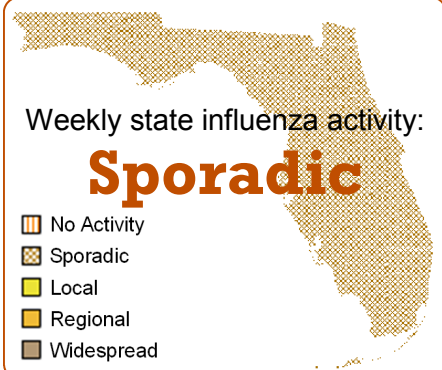 Weekly state influenza activity:
Sporadic
No Activity
Sporadic
Local
Regional
Widespread